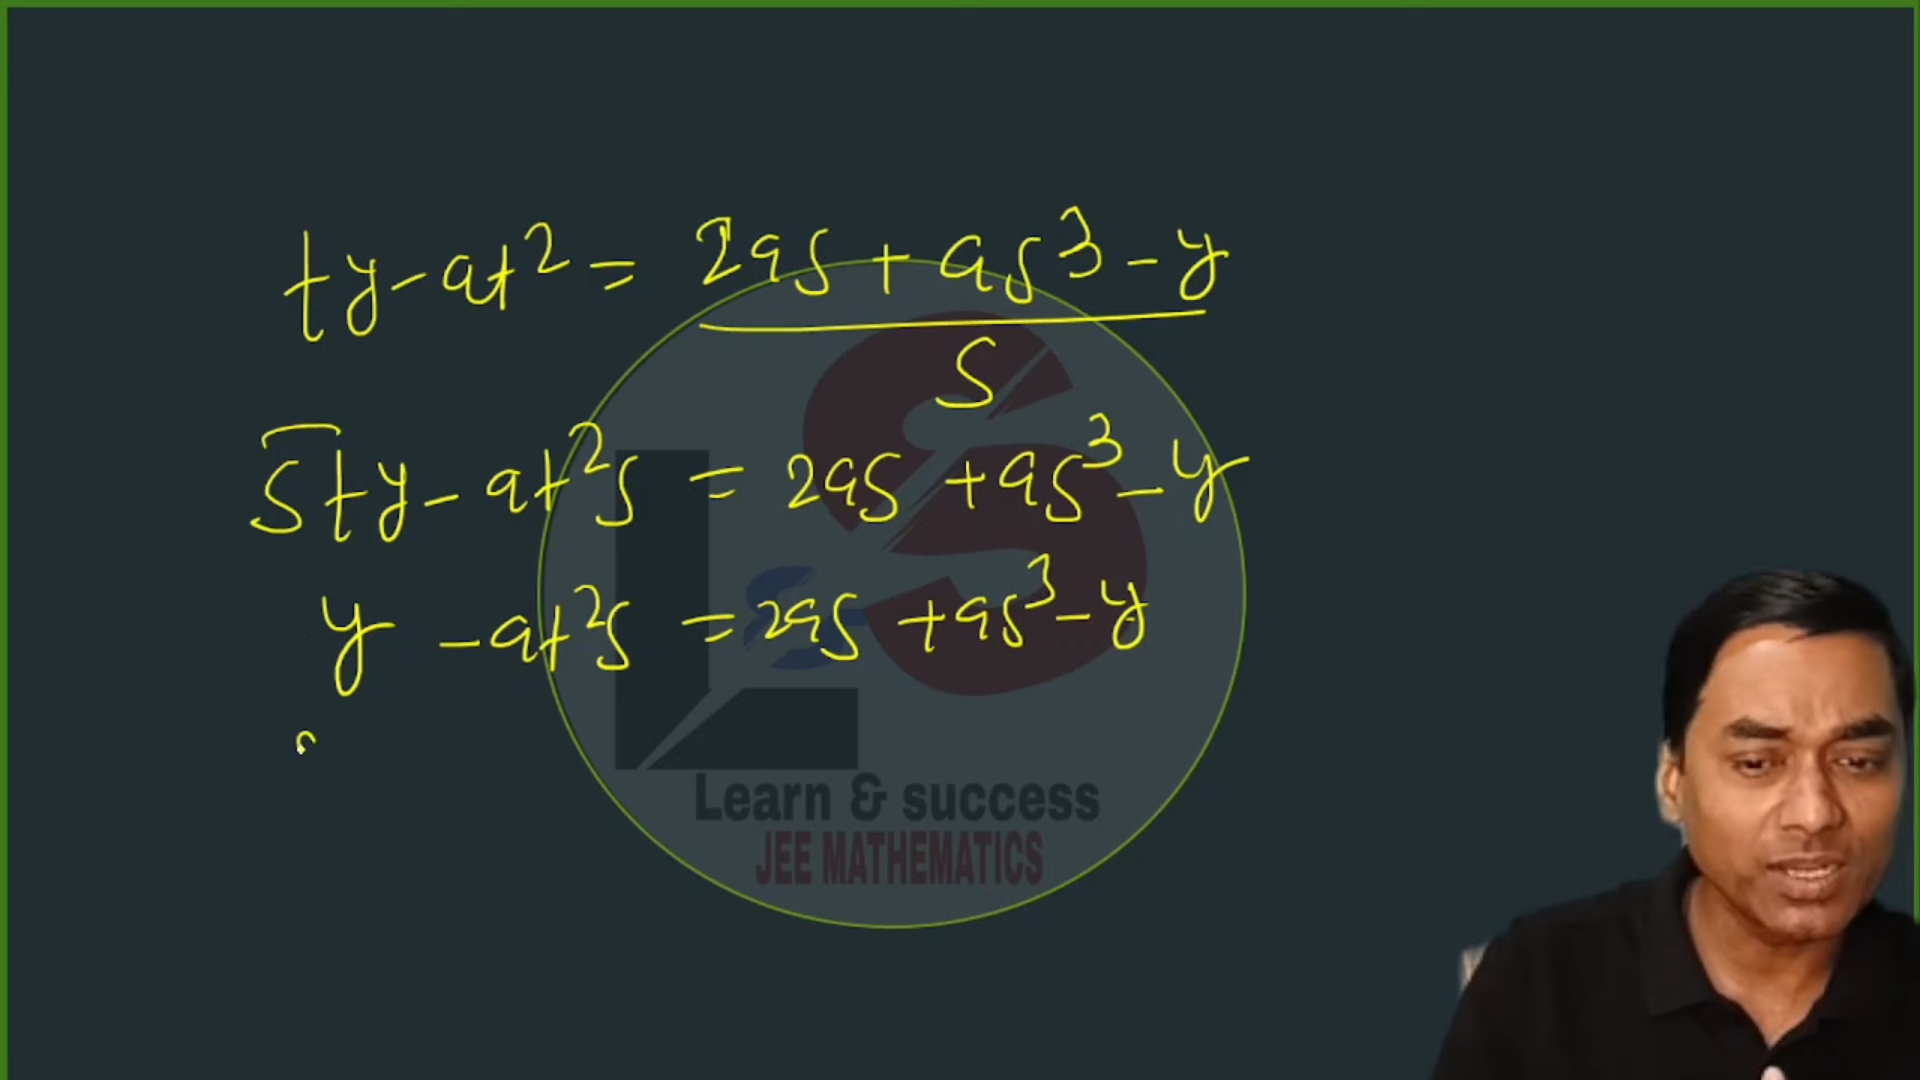 ty - at² = 2as + as³ - y
s
sty - at²s = 2as + as³ - y
y - at²s = 2as + as³ - y
Learn & success
JEE MATHEMATICS